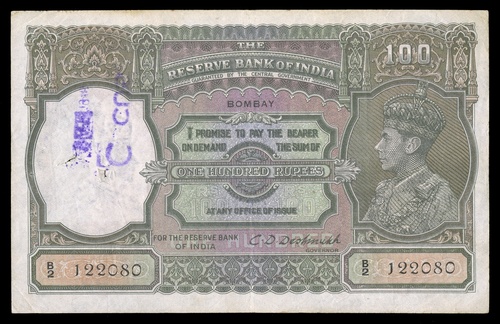 THE
RESERVE BANK OF INDIA
GUARANTEED BY THE CENTRAL GOVERNMENT
100
BOMBAY
I PROMISE TO PAY THE BEARER
ON DEMAND THE SUM OF
ONE HUNDRED RUPEES
AT ANY OFFICE OF ISSUE
FOR THE RESERVE BANK
OF INDIA
C D Deshmukh
GOVERNOR
B/2 122080
B/2 122080